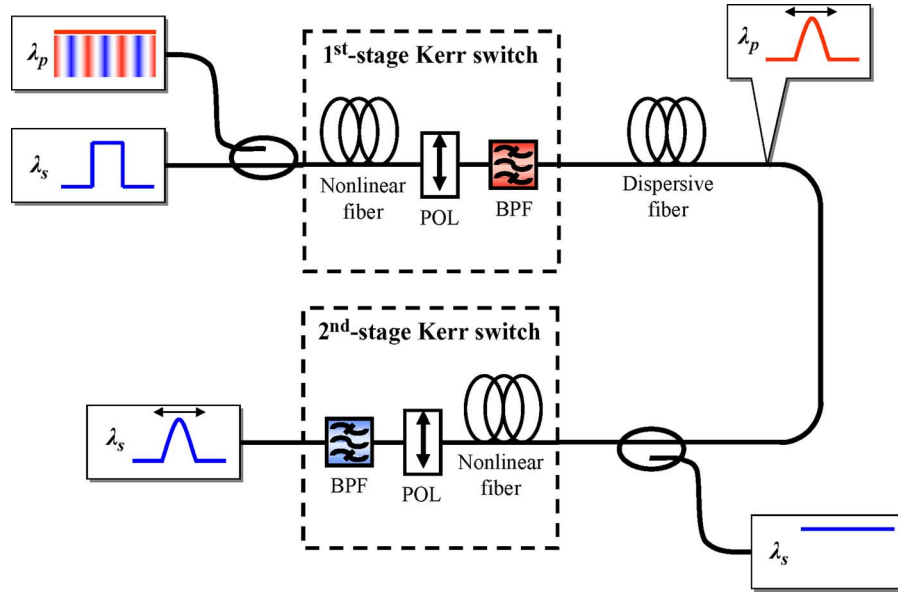 λp
1st-stage Kerr switch
λp
λs
Nonlinear
fiber
POL
BPF
Dispersive
fiber
2nd-stage Kerr switch
λs
BPF
POL
Nonlinear
fiber
λs